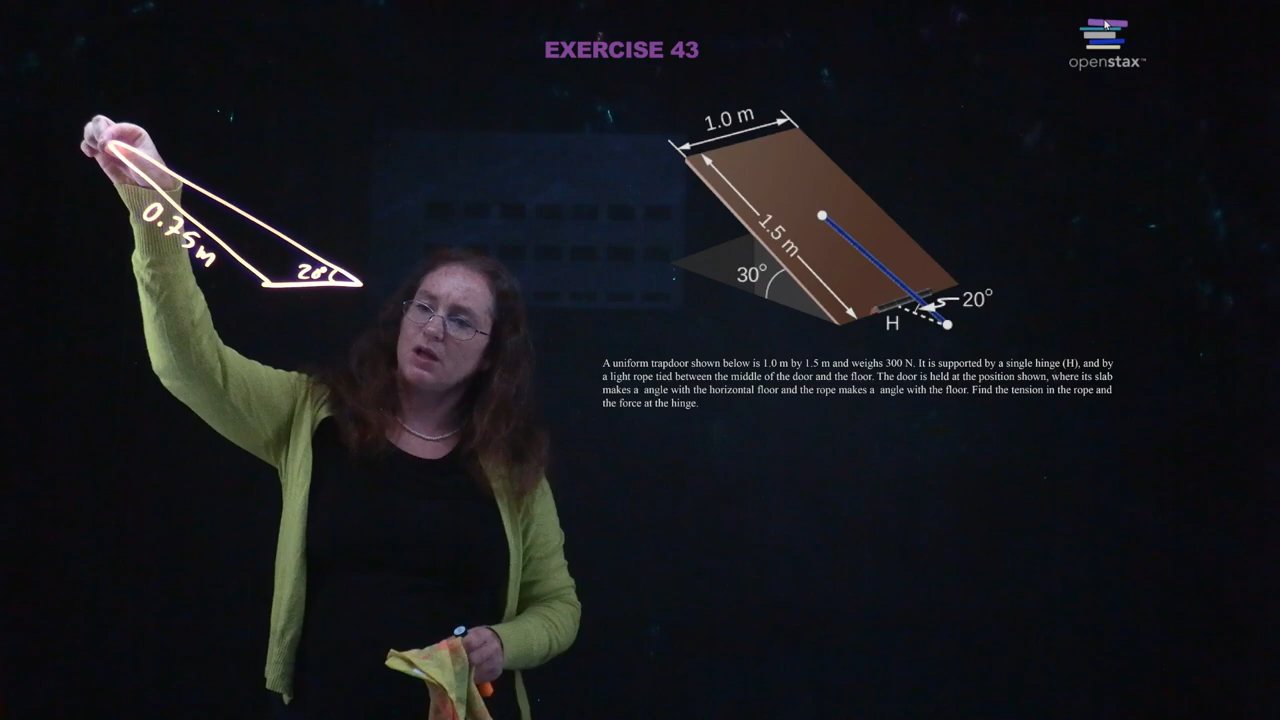 EXERCISE 43
openstax™
0.75m
20°
1.0 m
1.5 m
30°
20°
H
A uniform trapdoor shown below is 1.0 m by 1.5 m and weighs 300 N. It is supported by a single hinge (H), and by
a light rope tied between the middle of the door and the floor. The door is held at the position shown, where its slab
makes a angle with the horizontal floor and the rope makes a angle with the floor. Find the tension in the rope and
the force at the hinge.